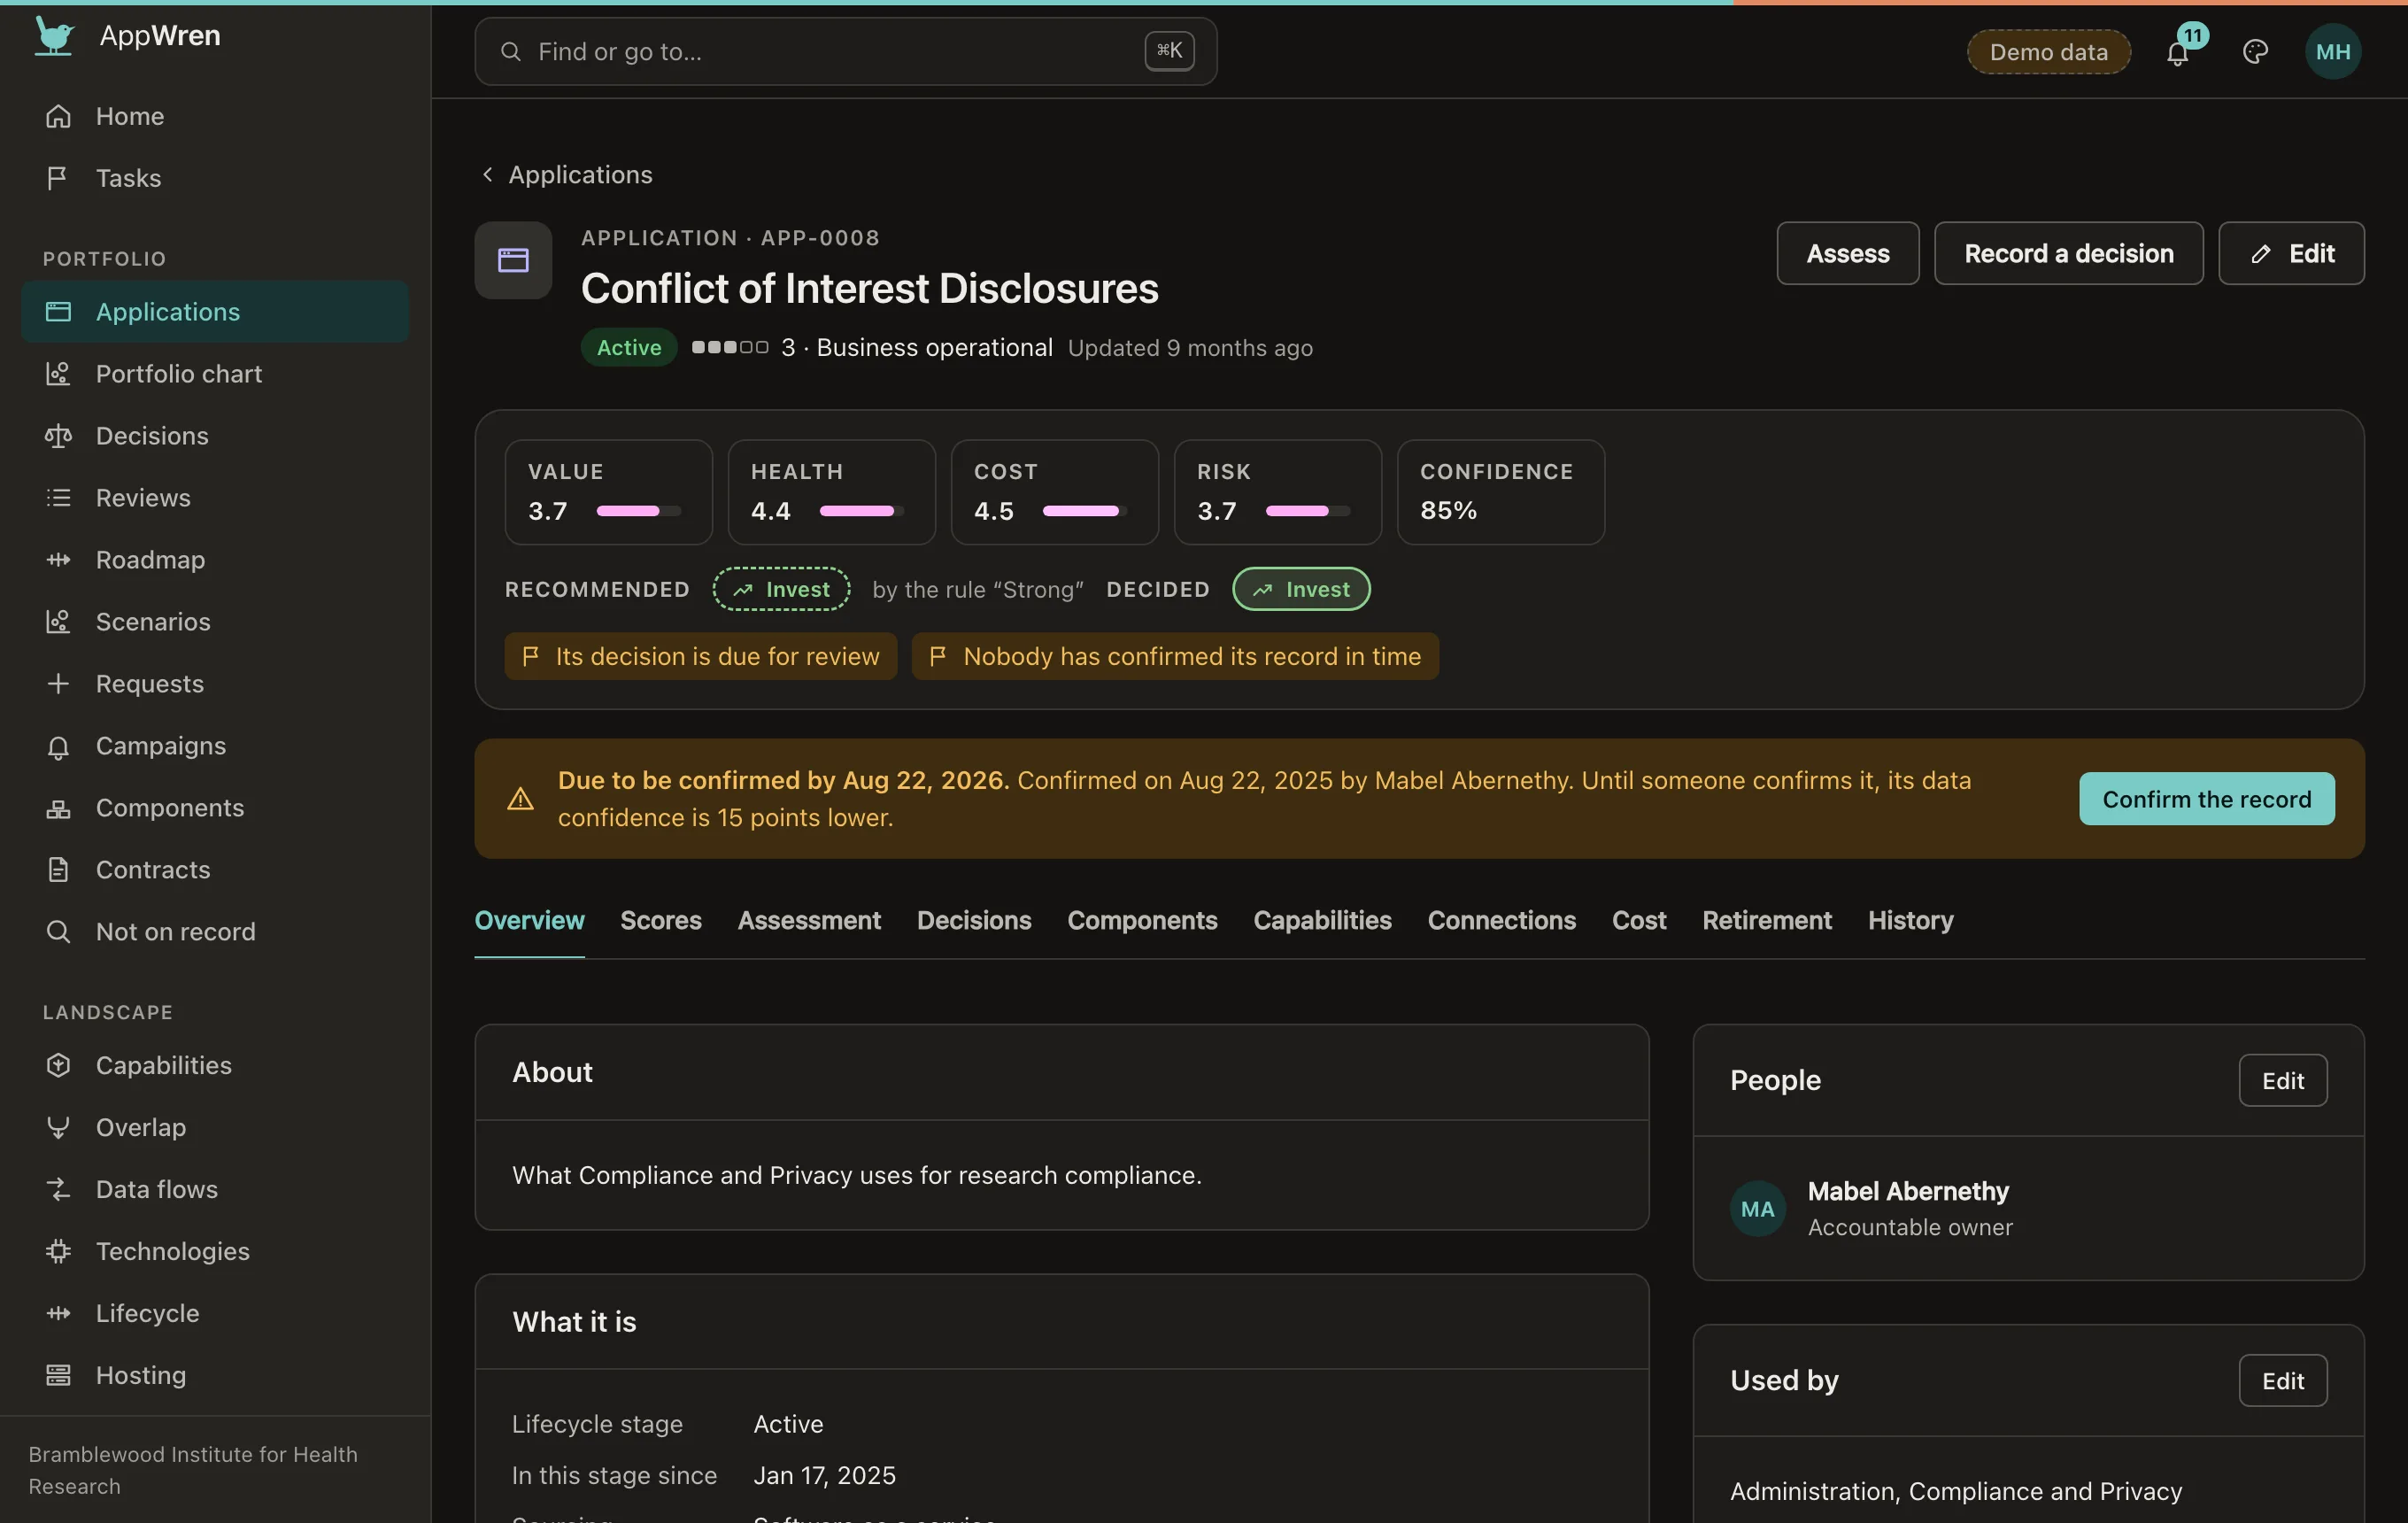 AppWren
Find or go to...
⌘K
Demo data
11
MH
Home
Tasks
PORTFOLIO
Applications
Portfolio chart
Decisions
Reviews
Roadmap
Scenarios
Requests
Campaigns
Components
Contracts
Not on record
LANDSCAPE
Capabilities
Overlap
Data flows
Technologies
Lifecycle
Hosting
Bramblewood Institute for Health
Research
Applications
APPLICATION · APP-0008
Conflict of Interest Disclosures
Active 3 · Business operational Updated 9 months ago
Assess
Record a decision
Edit
VALUE
3.7
HEALTH
4.4
COST
4.5
RISK
3.7
CONFIDENCE
85%
RECOMMENDED Invest by the rule “Strong” DECIDED Invest
Its decision is due for review
Nobody has confirmed its record in time
Due to be confirmed by Aug 22, 2026. Confirmed on Aug 22, 2025 by Mabel Abernethy. Until someone confirms it, its data
confidence is 15 points lower.
Confirm the record
Overview Scores Assessment Decisions Components Capabilities Connections Cost Retirement History
About
What Compliance and Privacy uses for research compliance.
What it is
Lifecycle stage Active
In this stage since Jan 17, 2025
Sourcing Software as a service
People
Edit
MA
Mabel Abernethy
Accountable owner
Used by
Edit
Administration, Compliance and Privacy